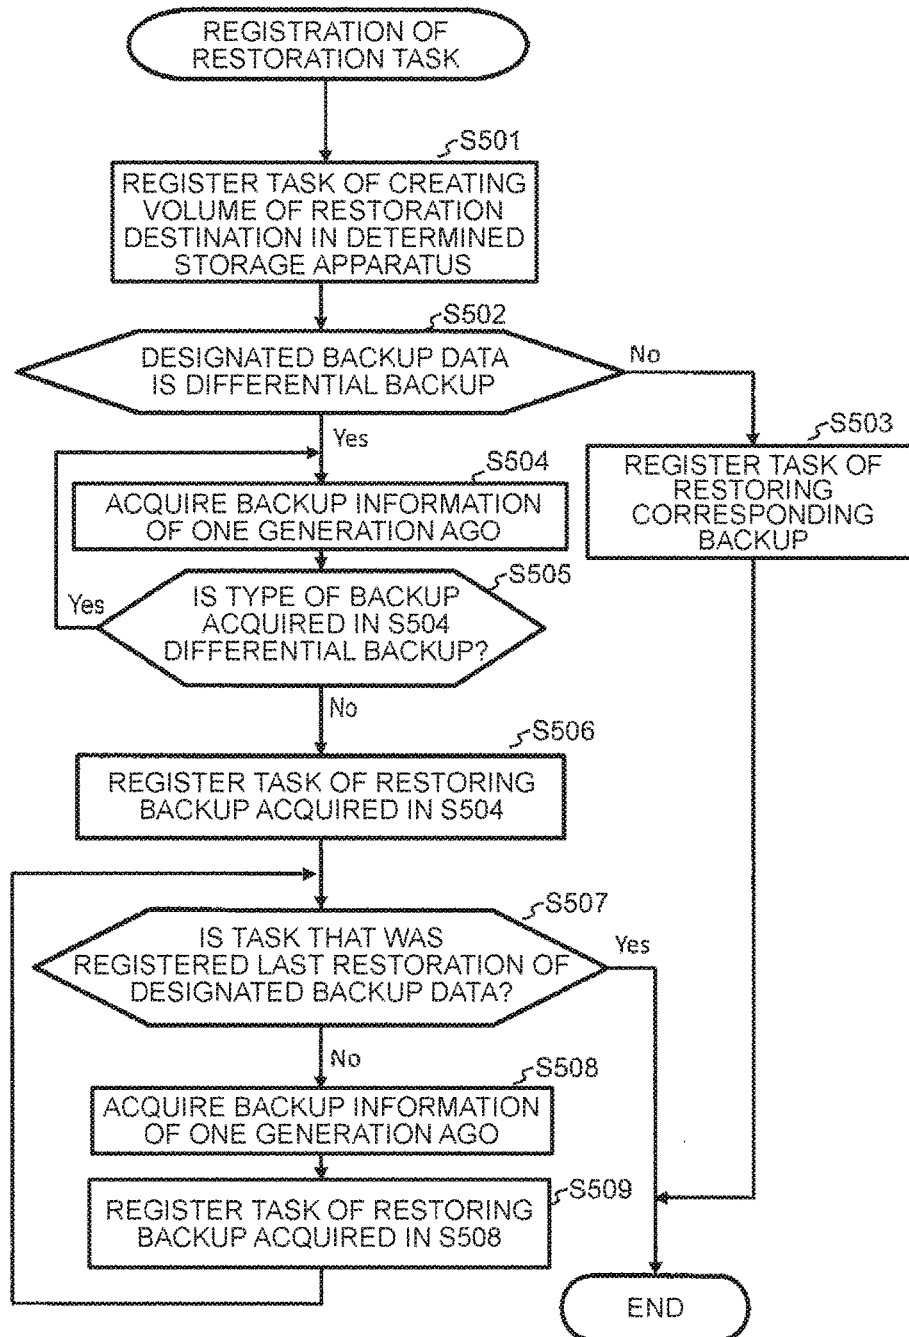 REGISTRATION OF
RESTORATION TASK
S501
REGISTER TASK OF CREATING
VOLUME OF RESTORATION
DESTINATION IN DETERMINED
STORAGE APPARATUS
S502
DESIGNATED BACKUP DATA
IS DIFFERENTIAL BACKUP
No
Yes
S503
REGISTER TASK OF
RESTORING
CORRESPONDING
BACKUP
S504
ACQUIRE BACKUP INFORMATION
OF ONE GENERATION AGO
S505
Yes
IS TYPE OF BACKUP
ACQUIRED IN S504
DIFFERENTIAL BACKUP?
No
S506
REGISTER TASK OF RESTORING
BACKUP ACQUIRED IN S504
S507
IS TASK THAT WAS
REGISTERED LAST RESTORATION OF
DESIGNATED BACKUP DATA?
Yes
No
S508
ACQUIRE BACKUP INFORMATION
OF ONE GENERATION AGO
S509
REGISTER TASK OF RESTORING
BACKUP ACQUIRED IN S508
END